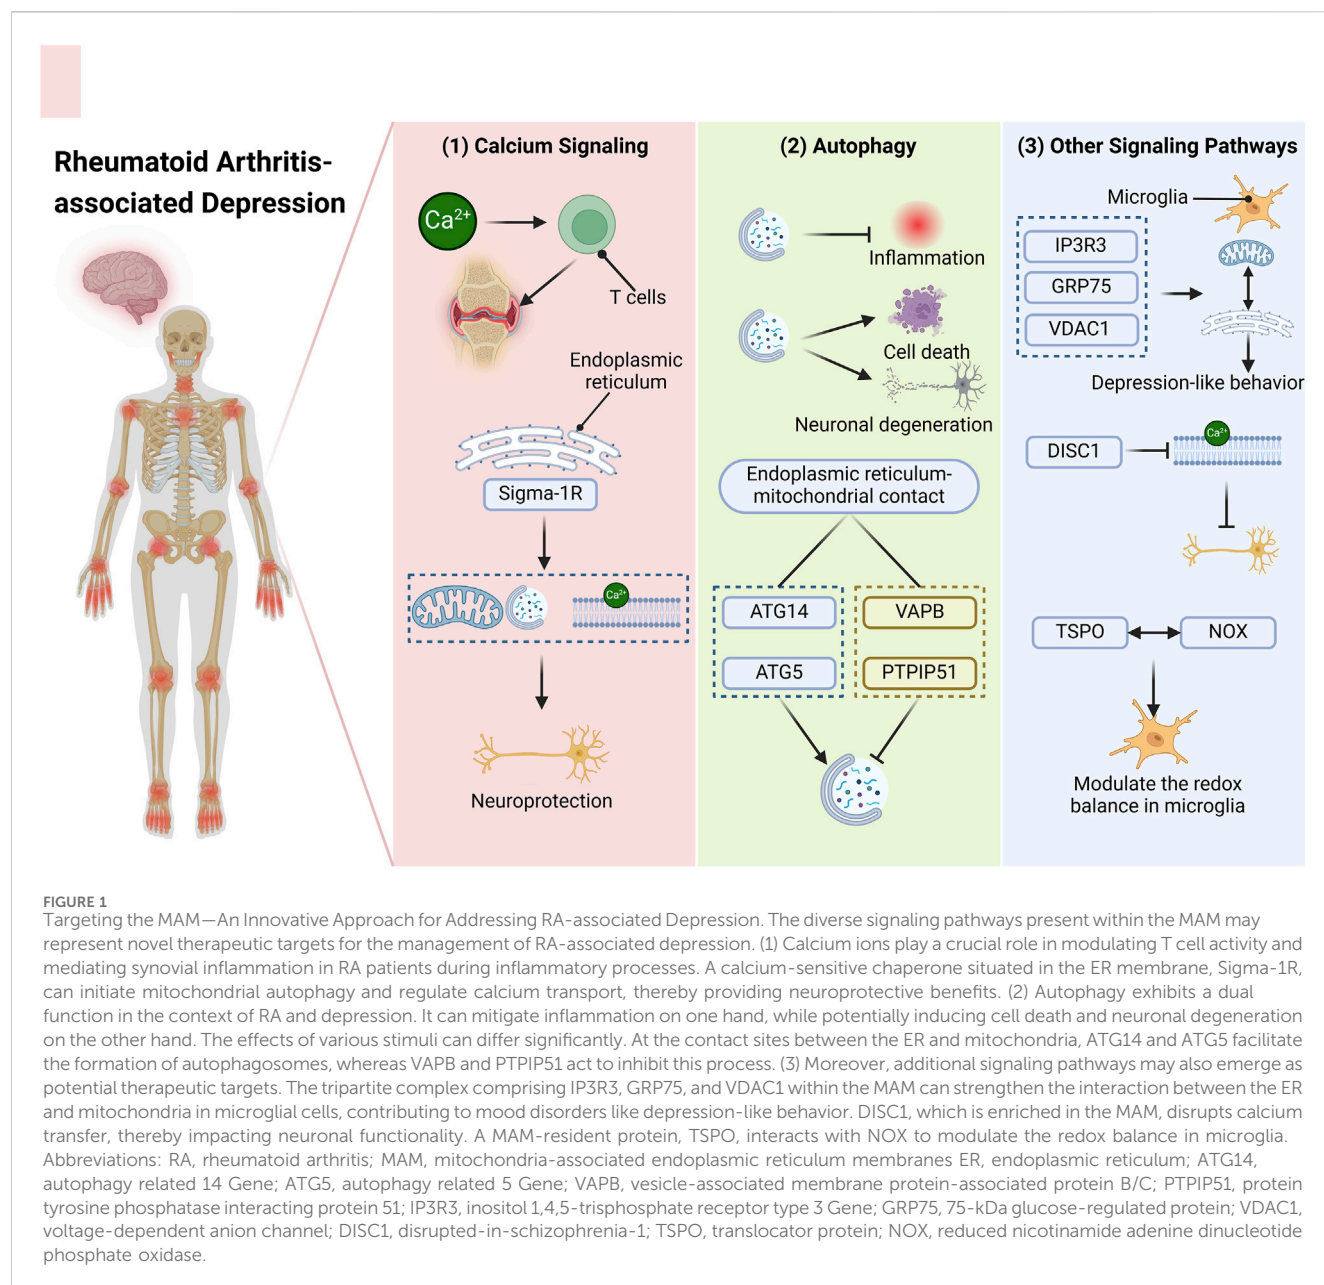 Rheumatoid Arthritis-
associated Depression
(1) Calcium Signaling
Ca²⁺
T cells
Endoplasmic
reticulum
Sigma-1R
Ca²⁺
Neuroprotection
(2) Autophagy
Inflammation
Cell death
Neuronal degeneration
Endoplasmic reticulum-
mitochondrial contact
ATG14
VAPB
ATG5
PTPIP51
(3) Other Signaling Pathways
Microglia
IP3R3
GRP75
VDAC1
Depression-like behavior
DISC1
Ca²⁺
TSPO
NOX
Modulate the redox
balance in microglia
FIGURE 1
Targeting the MAM—An Innovative Approach for Addressing RA-associated Depression. The diverse signaling pathways present within the MAM may
represent novel therapeutic targets for the management of RA-associated depression. (1) Calcium ions play a crucial role in modulating T cell activity and
mediating synovial inflammation in RA patients during inflammatory processes. A calcium-sensitive chaperone situated in the ER membrane, Sigma-1R,
can initiate mitochondrial autophagy and regulate calcium transport, thereby providing neuroprotective benefits. (2) Autophagy exhibits a dual
function in the context of RA and depression. It can mitigate inflammation on one hand, while potentially inducing cell death and neuronal degeneration
on the other hand. The effects of various stimuli can differ significantly. At the contact sites between the ER and mitochondria, ATG14 and ATG5 facilitate
the formation of autophagosomes, whereas VAPB and PTPIP51 act to inhibit this process. (3) Moreover, additional signaling pathways may also emerge as
potential therapeutic targets. The tripartite complex comprising IP3R3, GRP75, and VDAC1 within the MAM can strengthen the interaction between the ER
and mitochondria in microglial cells, contributing to mood disorders like depression-like behavior. DISC1, which is enriched in the MAM, disrupts calcium
transfer, thereby impacting neuronal functionality. A MAM-resident protein, TSPO, interacts with NOX to modulate the redox balance in microglia.
Abbreviations: RA, rheumatoid arthritis; MAM, mitochondria-associated endoplasmic reticulum membranes ER, endoplasmic reticulum; ATG14,
autophagy related 14 Gene; ATG5, autophagy related 5 Gene; VAPB, vesicle-associated membrane protein-associated protein B/C; PTPIP51, protein
tyrosine phosphatase interacting protein 51; IP3R3, inositol 1,4,5-trisphosphate receptor type 3 Gene; GRP75, 75-kDa glucose-regulated protein; VDAC1,
voltage-dependent anion channel; DISC1, disrupted-in-schizophrenia-1; TSPO, translocator protein; NOX, reduced nicotinamide adenine dinucleotide
phosphate oxidase.